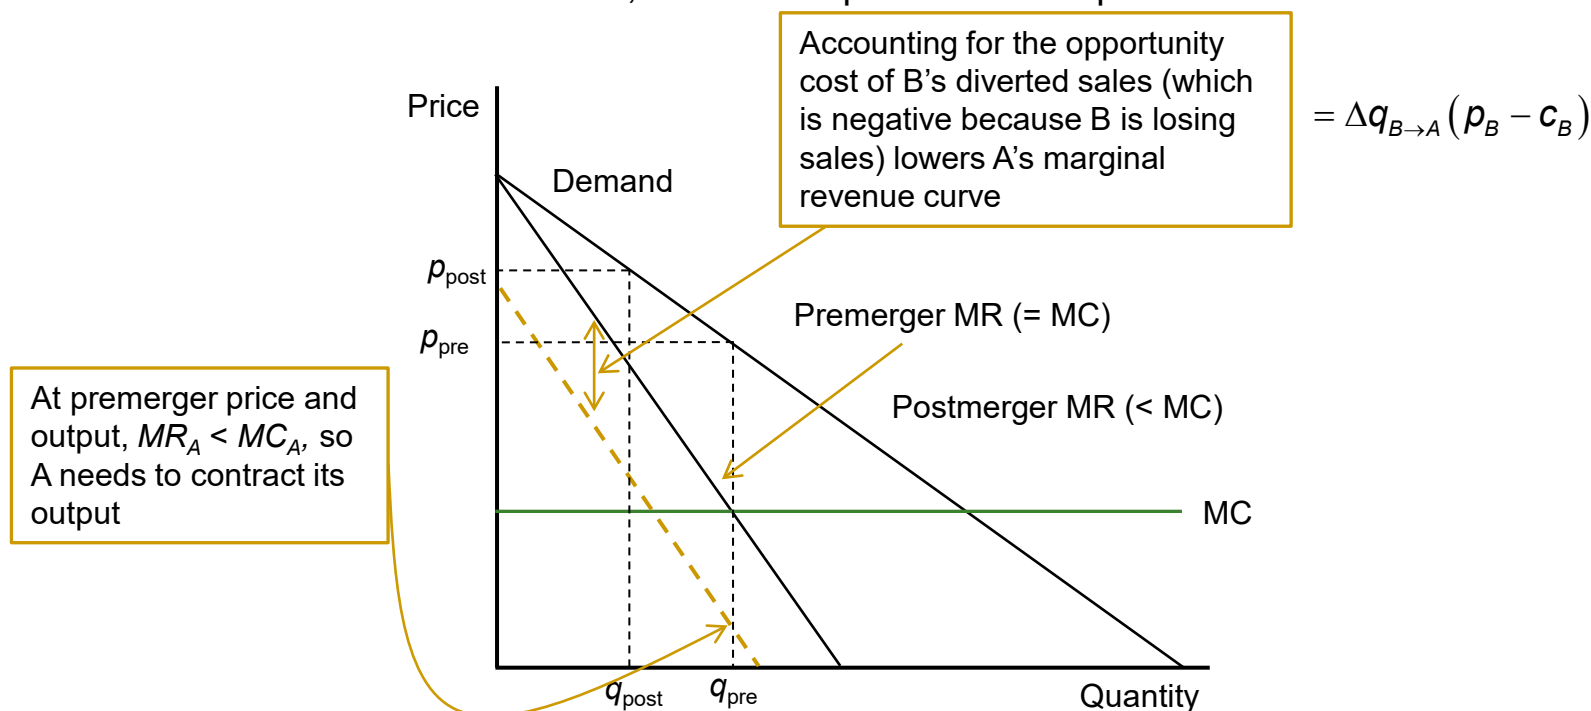 Accounting for the opportunity
cost of B's diverted sales (which
is negative because B is losing
sales) lowers A's marginal
revenue curve
= Δq_{B→A}(p_B − c_B)
Price
Demand
p_post
Premerger MR (= MC)
p_pre
At premerger price and
output, MR_A < MC_A, so
A needs to contract its
output
Postmerger MR (< MC)
MC
q_post
q_pre
Quantity